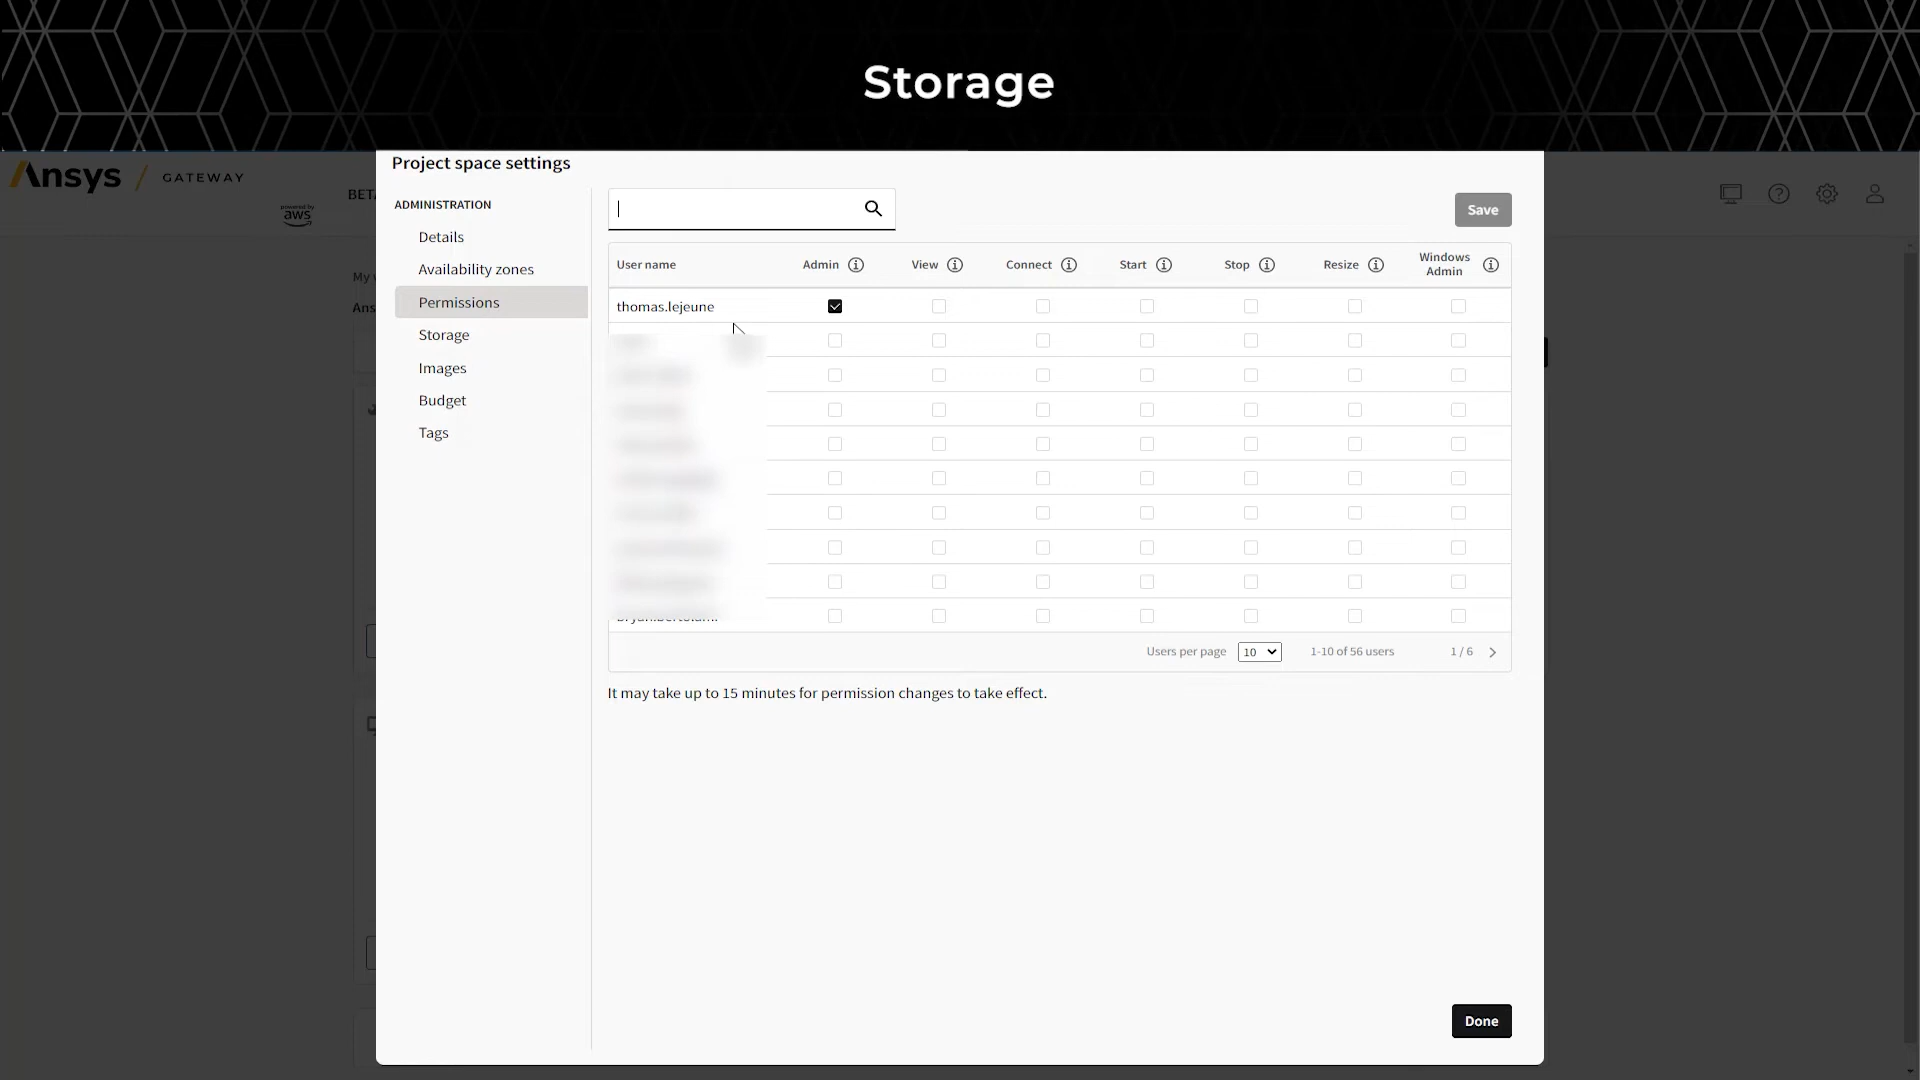 Storage
Ansys / GATEWAY
powered by
aws
BET
Project space settings
ADMINISTRATION
Details
Availability zones
Permissions
Storage
Images
Budget
Tags
Save
User name
Admin
View
Connect
Start
Stop
Resize
Windows
Admin
thomas.lejeune
Users per page
10
1-10 of 56 users
1 / 6
It may take up to 15 minutes for permission changes to take effect.
Done
My
Ans